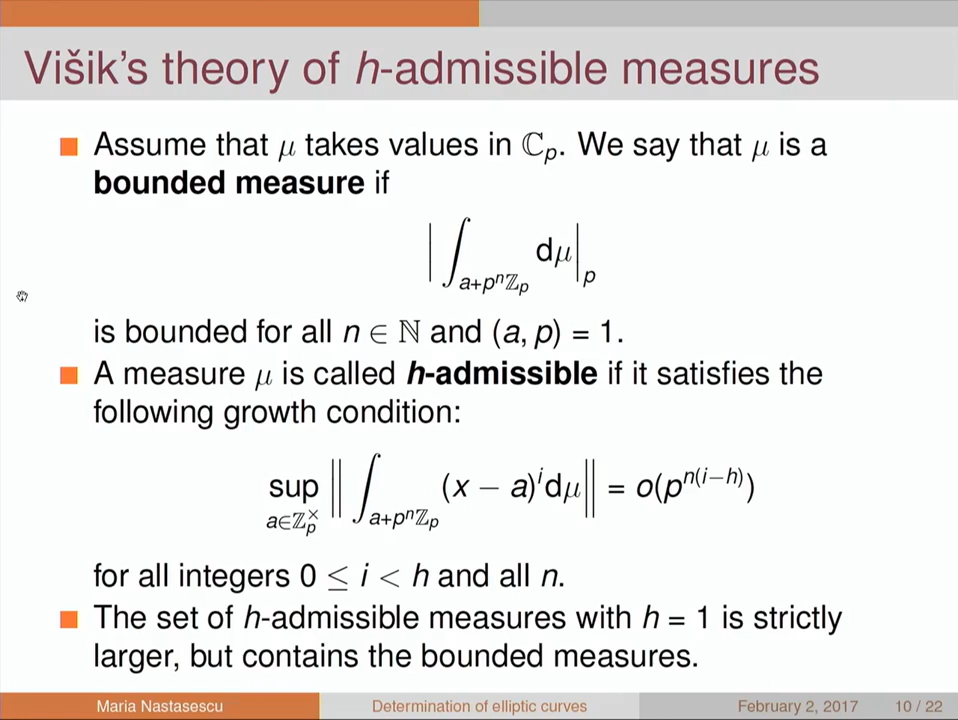 Višik's theory of h-admissible measures
Assume that μ takes values in ℂ_p. We say that μ is a
bounded measure if
|∫_{a+p^nℤ_p} dμ|_p
is bounded for all n ∈ ℕ and (a, p) = 1.
A measure μ is called h-admissible if it satisfies the
following growth condition:
sup_{a∈ℤ_p^×} ‖∫_{a+p^nℤ_p} (x − a)^i dμ‖ = o(p^{n(i−h)})
for all integers 0 ≤ i < h and all n.
The set of h-admissible measures with h = 1 is strictly
larger, but contains the bounded measures.
Maria Nastasescu Determination of elliptic curves February 2, 2017 10 / 22